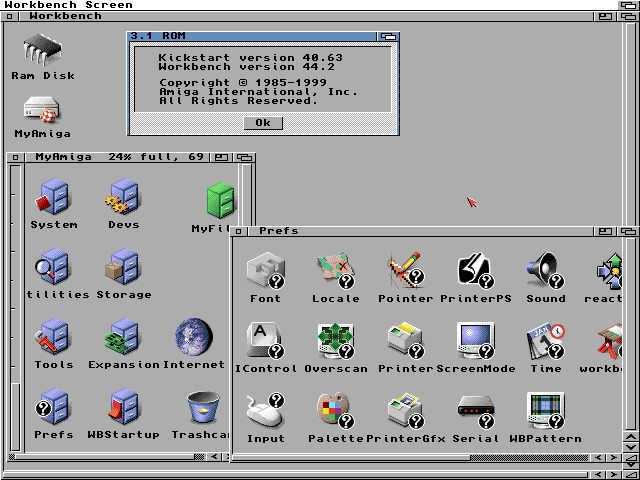 Workbench Screen
Workbench
3.1 ROM
Kickstart version 40.63
Workbench version 44.2
Copyright © 1985-1999
Amiga International, Inc.
All Rights Reserved.
Ok
Ram Disk
MyAmiga
MyAmiga 24% full, 69
System Devs MyFil
tilities Storage
Tools Expansion Internet
Prefs WBStartup Trashca
Prefs
Font Locale Pointer PrinterPS Sound react
A
JAN
1
IControl Overscan Printer ScreenMode Time workb
Input Palette PrinterGfx Serial WBPattern